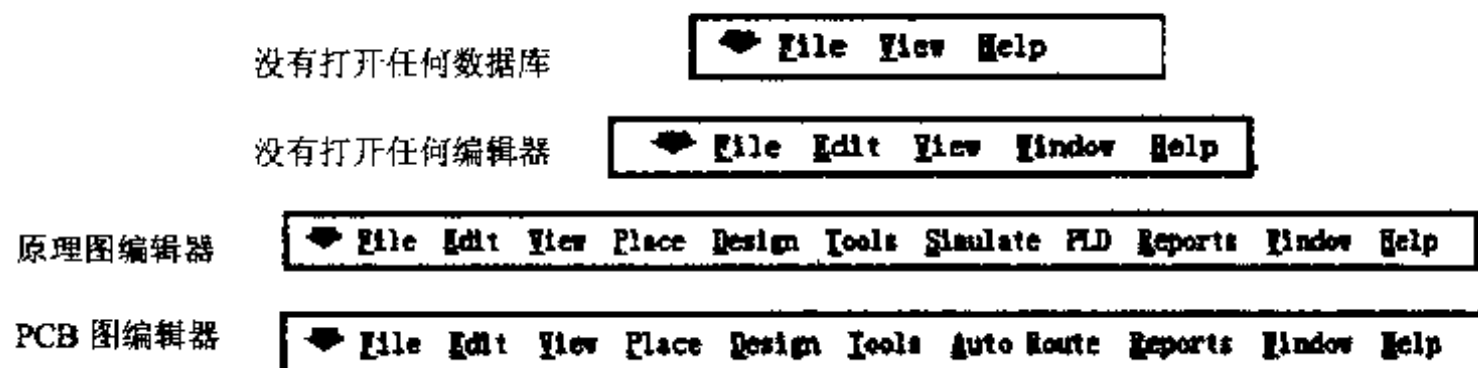 没有打开任何数据库 File View Help
没有打开任何编辑器 File Edit View Window Help
原理图编辑器 File Edit View Place Design Tools Simulate PLD Reports Window Help
PCB 图编辑器 File Edit View Place Design Tools Auto Route Reports Window Help